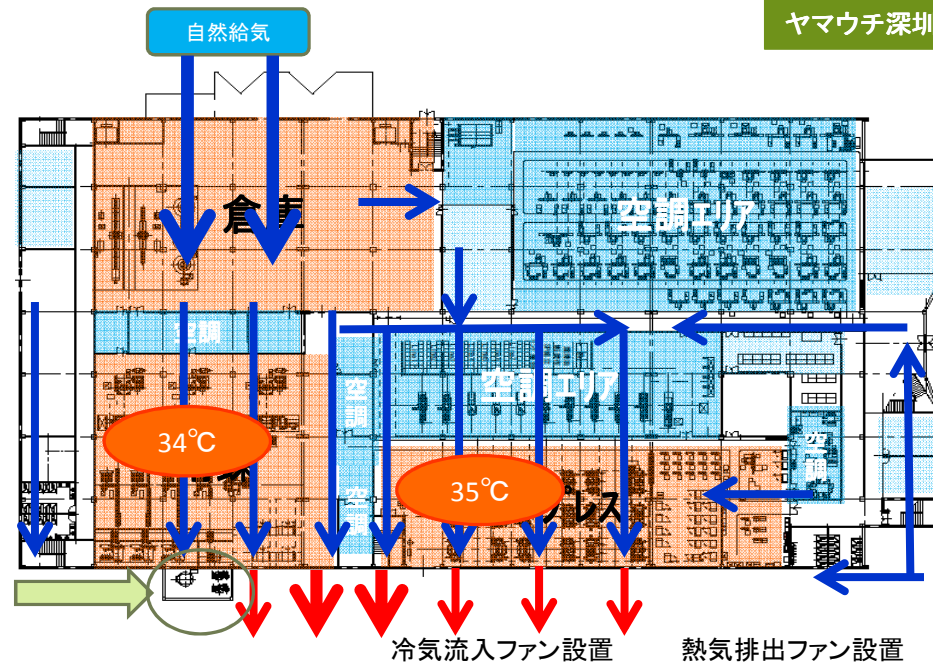 自然給気
ヤマウチ深圳
倉庫
空調エリア
空調
空調
空調エリア
空調
34℃
35℃
プレス
空調
冷気流入ファン設置
熱気排出ファン設置